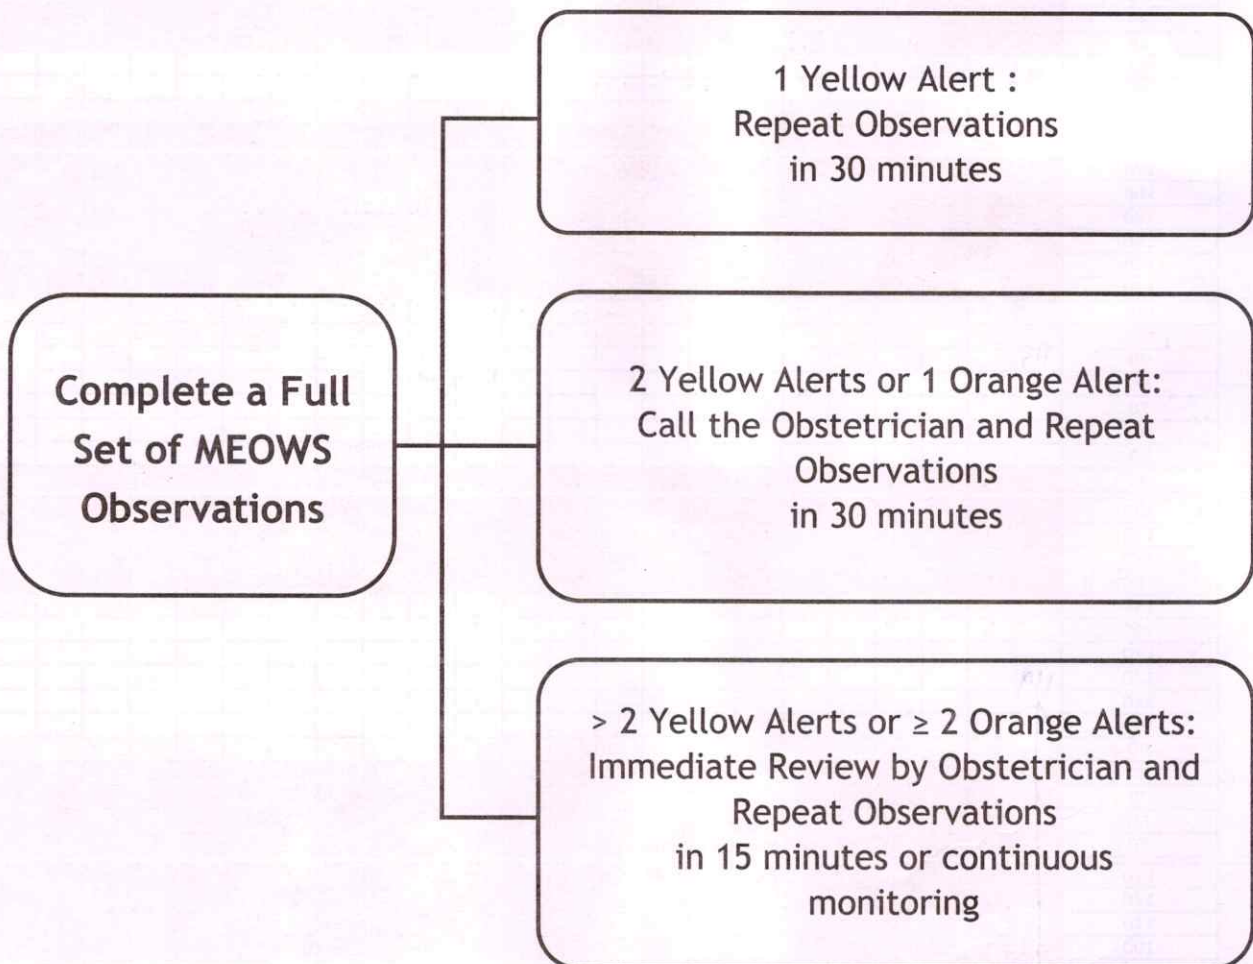 1 Yellow Alert :
Repeat Observations
in 30 minutes
Complete a Full
Set of MEOWS
Observations
2 Yellow Alerts or 1 Orange Alert:
Call the Obstetrician and Repeat
Observations
in 30 minutes
> 2 Yellow Alerts or ≥ 2 Orange Alerts:
Immediate Review by Obstetrician and
Repeat Observations
in 15 minutes or continuous
monitoring